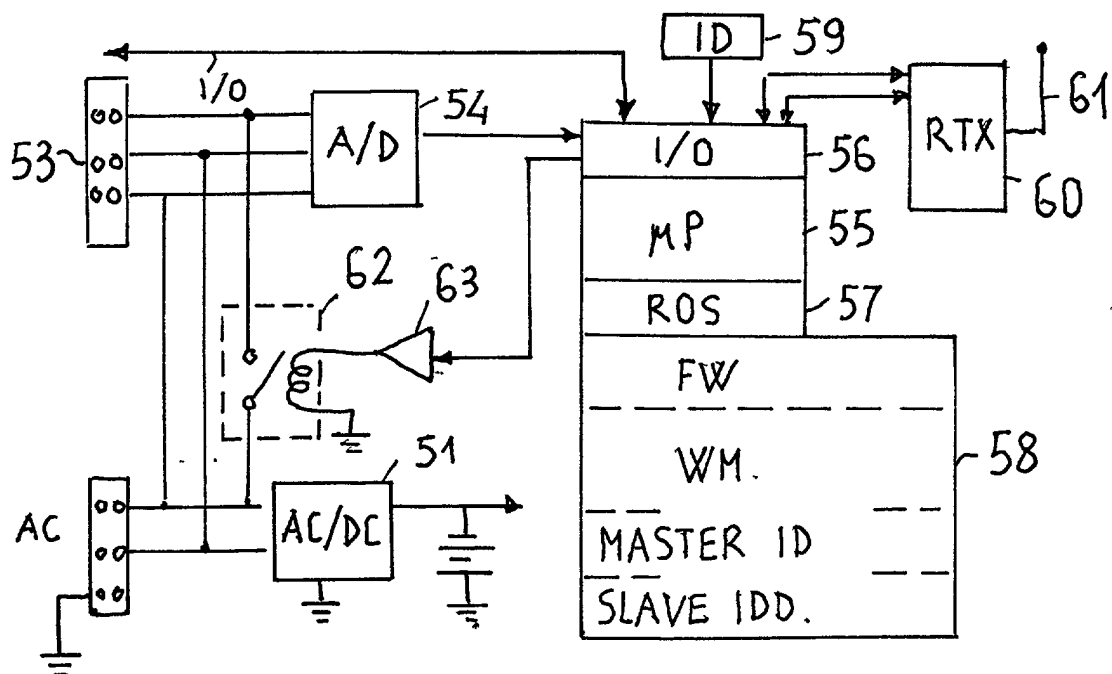 ID
59
I/O
54
61
53
A/D
I/O
56
RTX
60
μP
55
62
63
ROS
57
FW
51
WM.
58
AC
AC/DC
MASTER ID
SLAVE IDD.